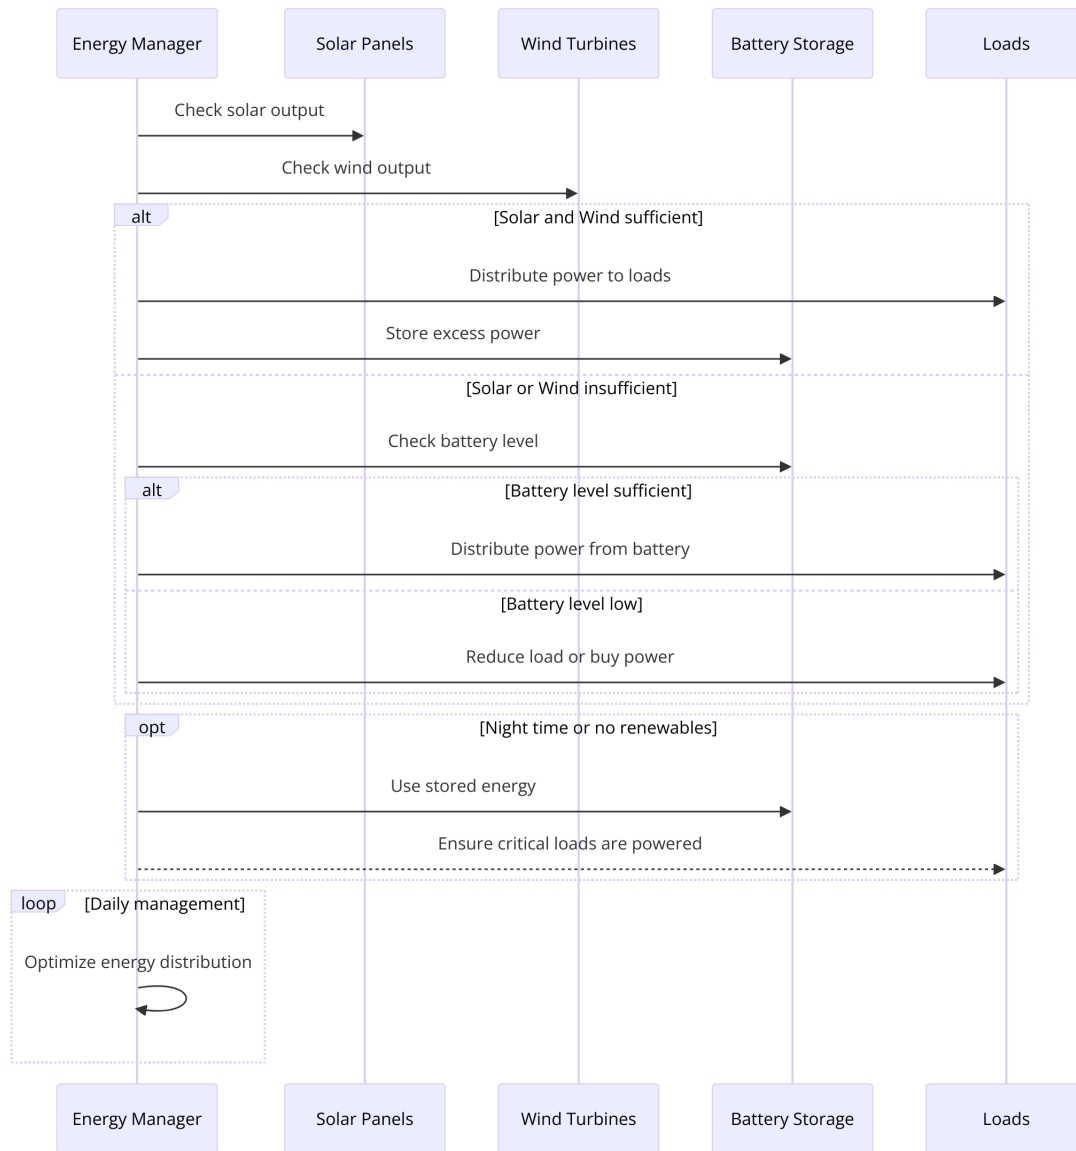 Energy Manager
Solar Panels
Wind Turbines
Battery Storage
Loads
Check solar output
Check wind output
alt
[Solar and Wind sufficient]
Distribute power to loads
Store excess power
[Solar or Wind insufficient]
Check battery level
alt
[Battery level sufficient]
Distribute power from battery
[Battery level low]
Reduce load or buy power
opt
[Night time or no renewables]
Use stored energy
Ensure critical loads are powered
loop
[Daily management]
Optimize energy distribution
Energy Manager
Solar Panels
Wind Turbines
Battery Storage
Loads